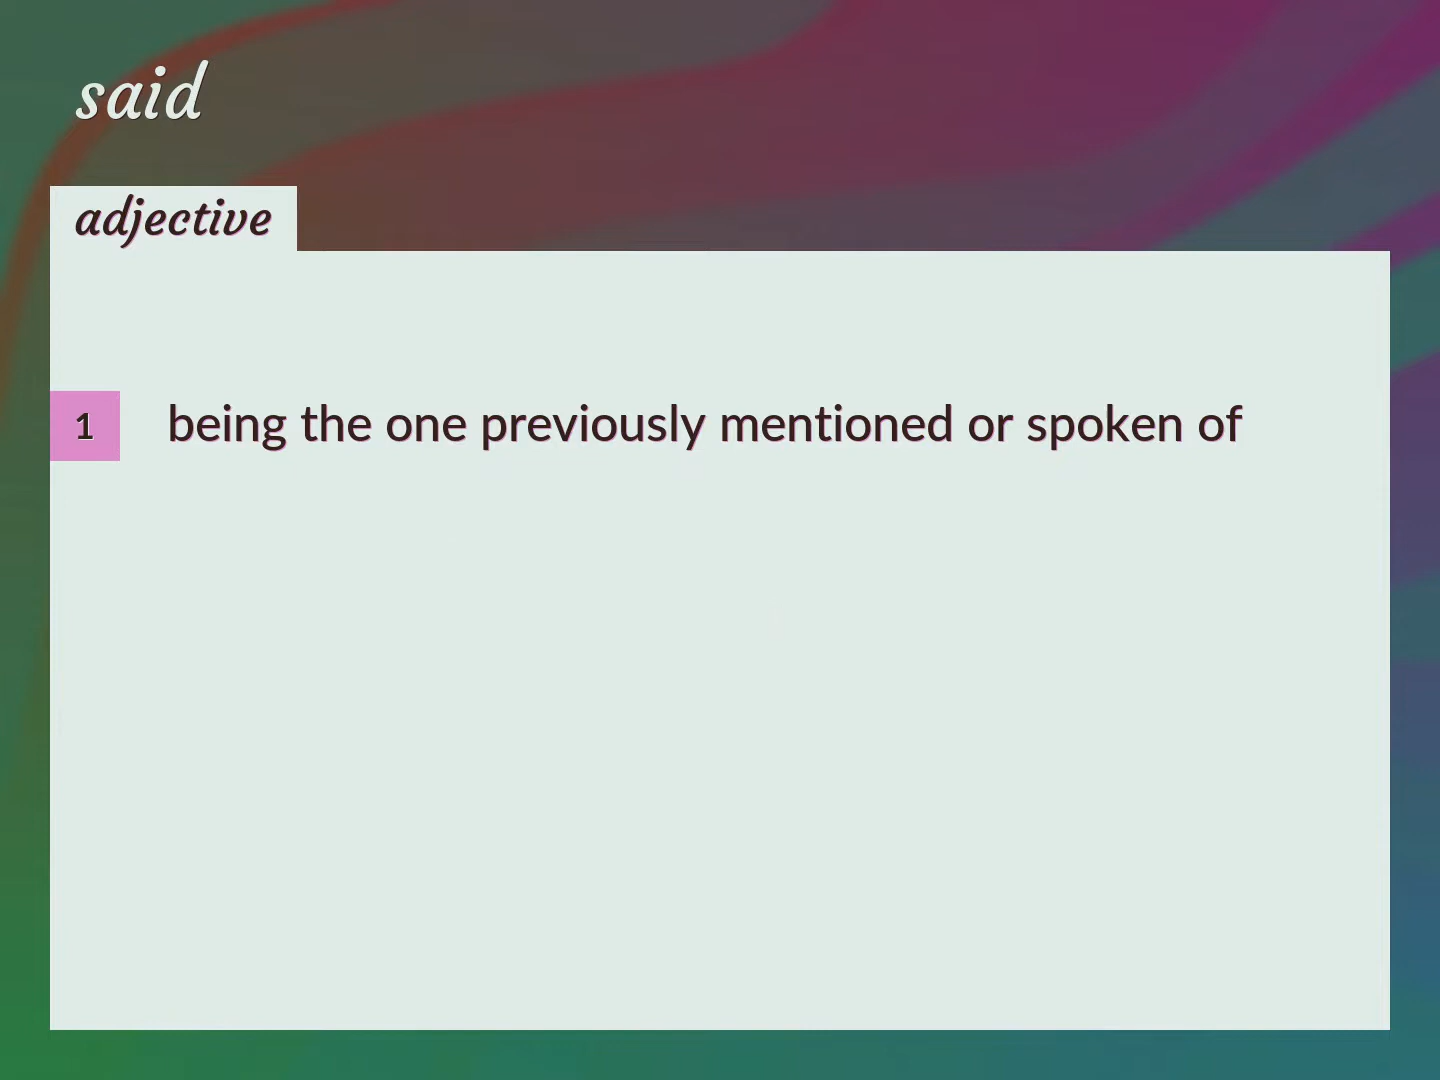 said
adjective
1 being the one previously mentioned or spoken of